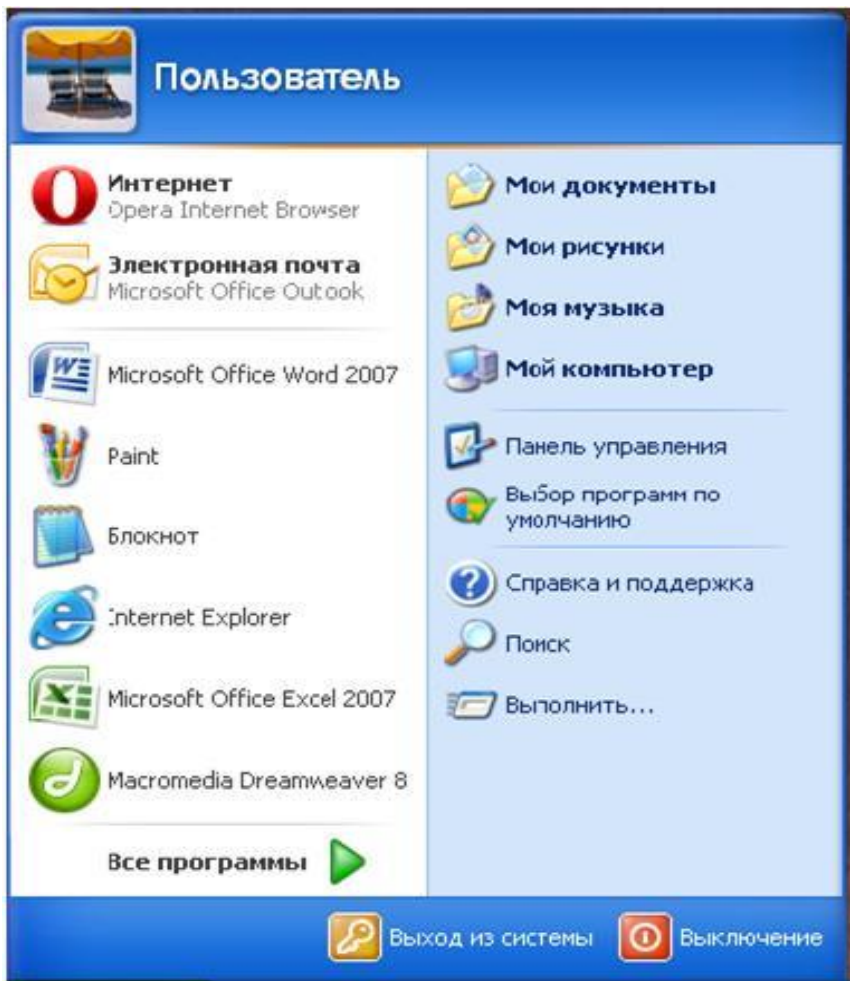 Пользователь
Интернет
Opera Internet Browser
Электронная почта
Microsoft Office Outook
Microsoft Office Word 2007
Paint
Блокнот
Internet Explorer
Microsoft Office Excel 2007
Macromedia Dreamweaver 8
Все программы
Мои документы
Мои рисунки
Моя музыка
Мой компьютер
Панель управления
Выбор программ по
умолчанию
Справка и поддержка
Поиск
Выполнить...
Выход из системы
Выключение